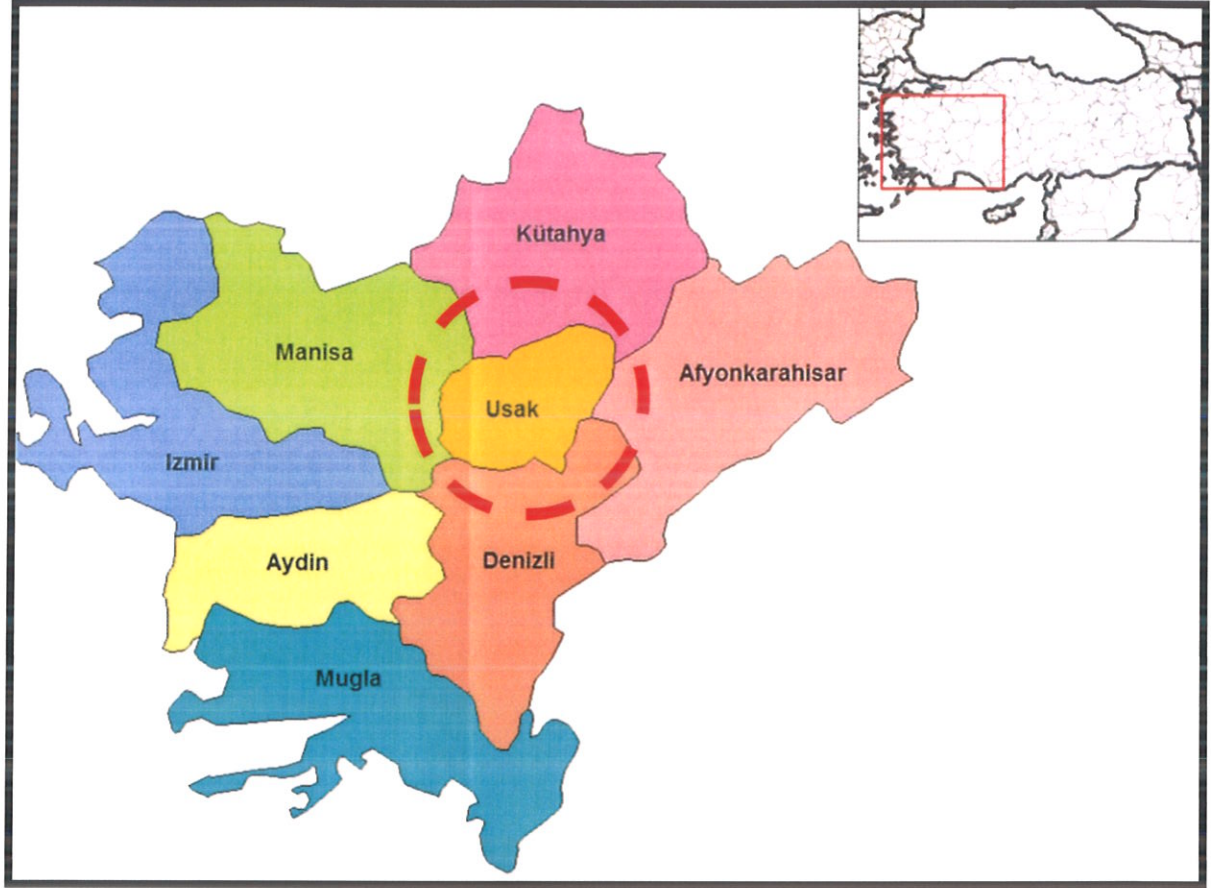 Kütahya
Manisa
Afyonkarahisar
Usak
Izmir
Aydin
Denizli
Mugla